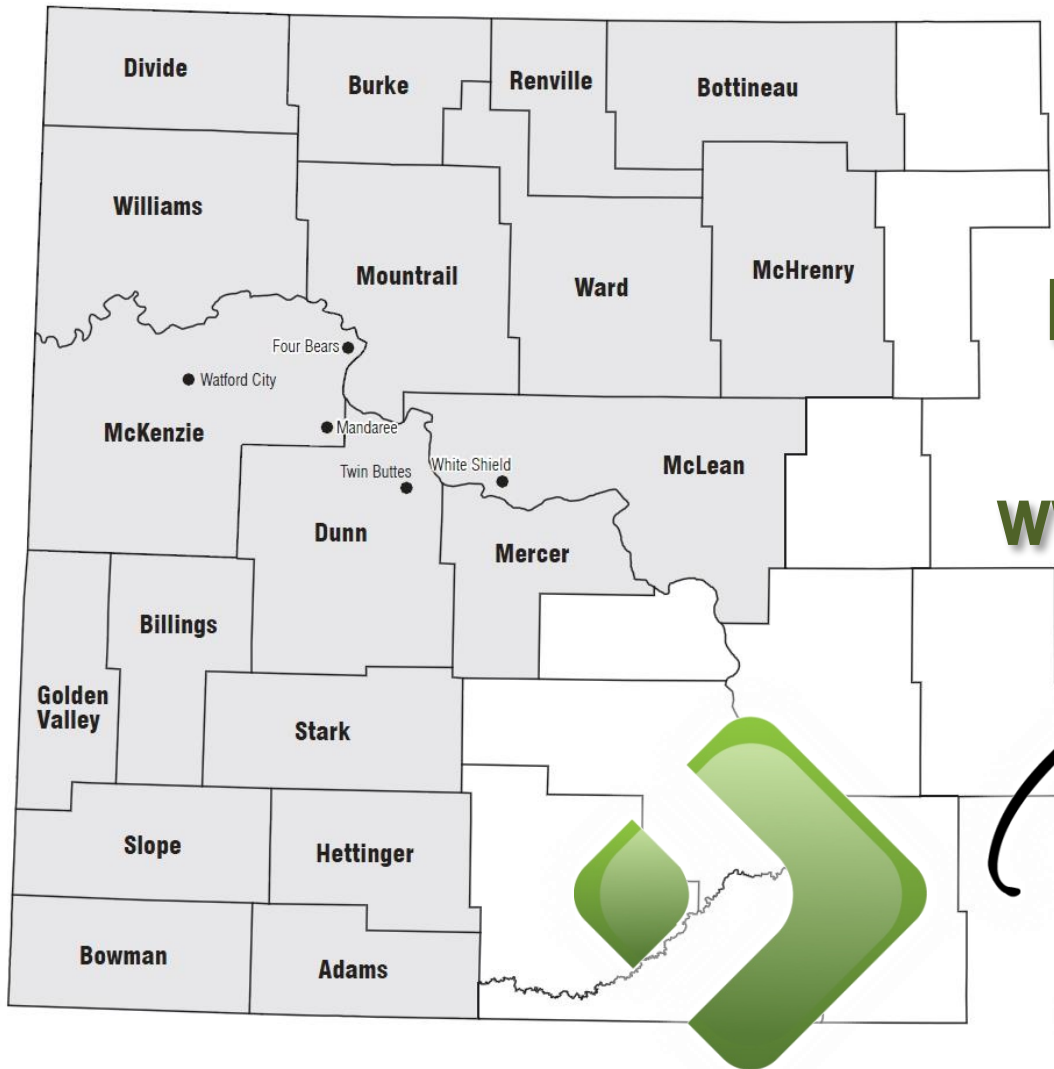 Divide
Burke
Renville
Bottineau
Williams
Mountrail
Ward
McHrenry
Four Bears
Watford City
McKenzie
Mandaree
Twin Buttes
White Shield
McLean
Dunn
Mercer
Billings
Golden
Valley
Stark
Slope
Hettinger
Bowman
Adams